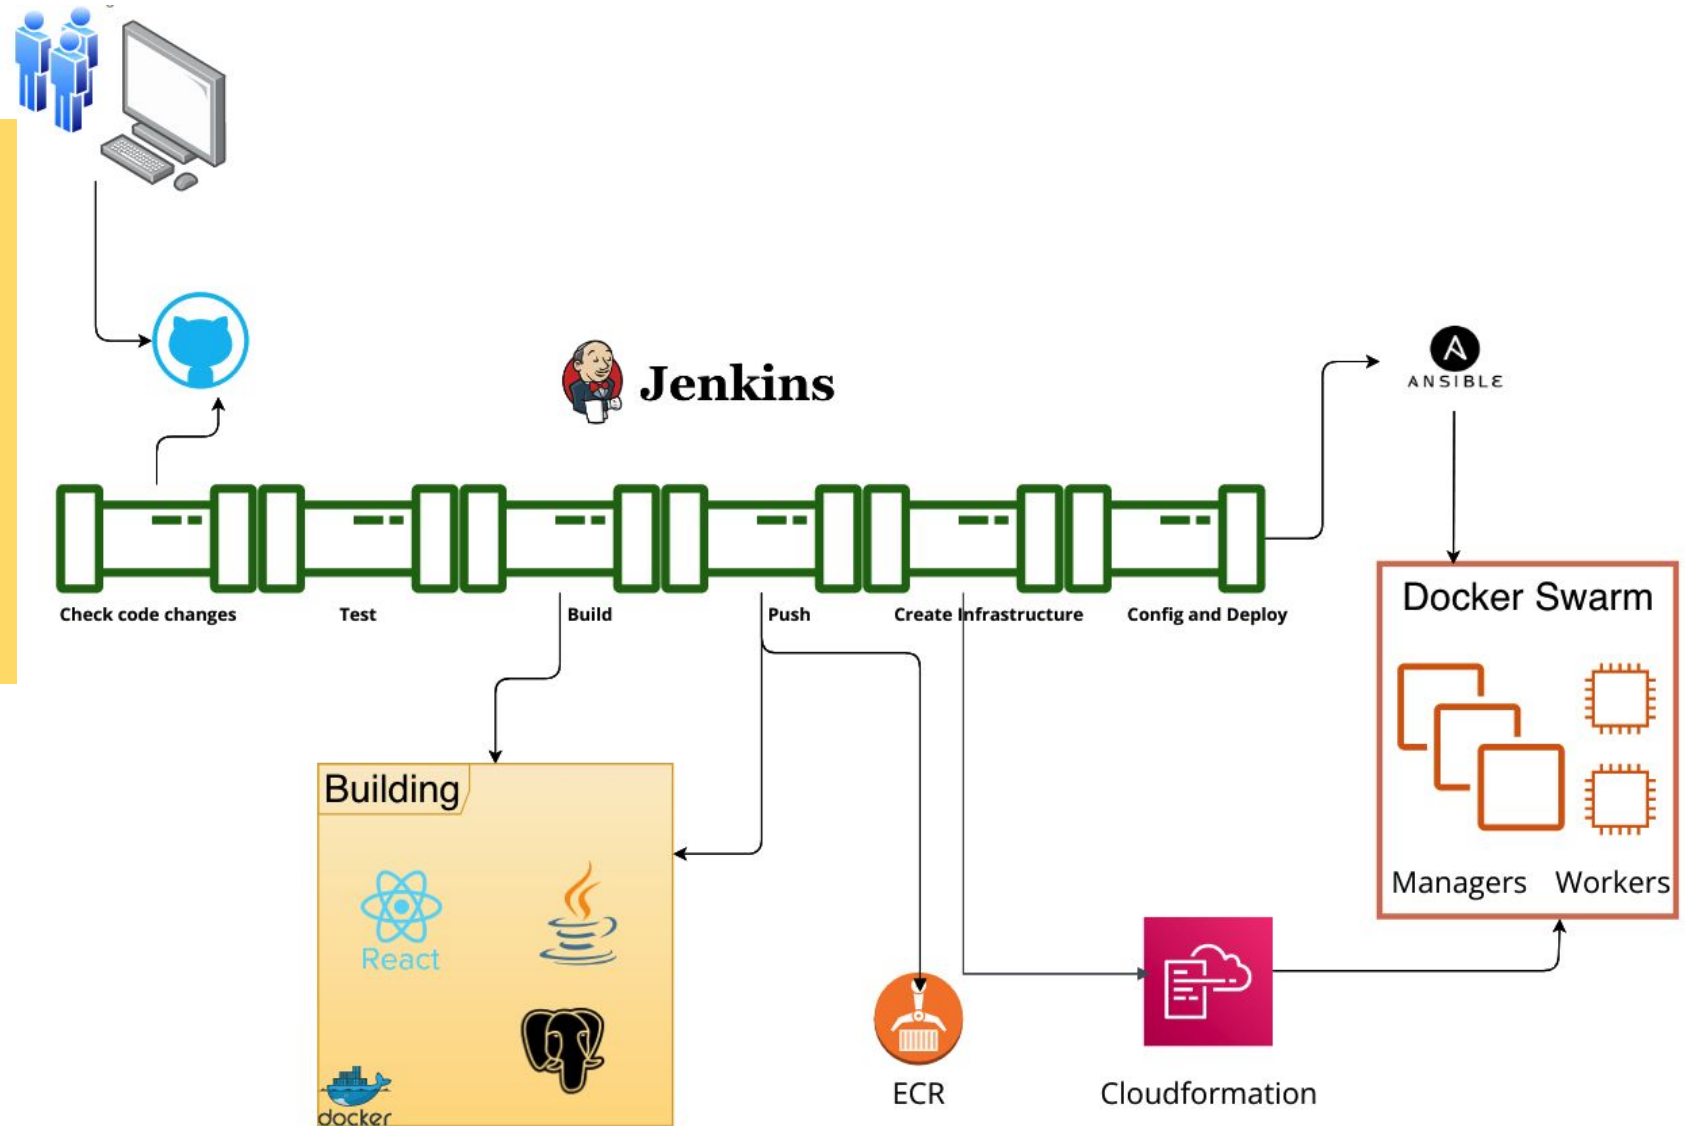 Jenkins
ANSIBLE
Check code changes
Test
Build
Push
Create Infrastructure
Config and Deploy
Docker Swarm
Managers
Workers
Building
React
docker
ECR
Cloudformation